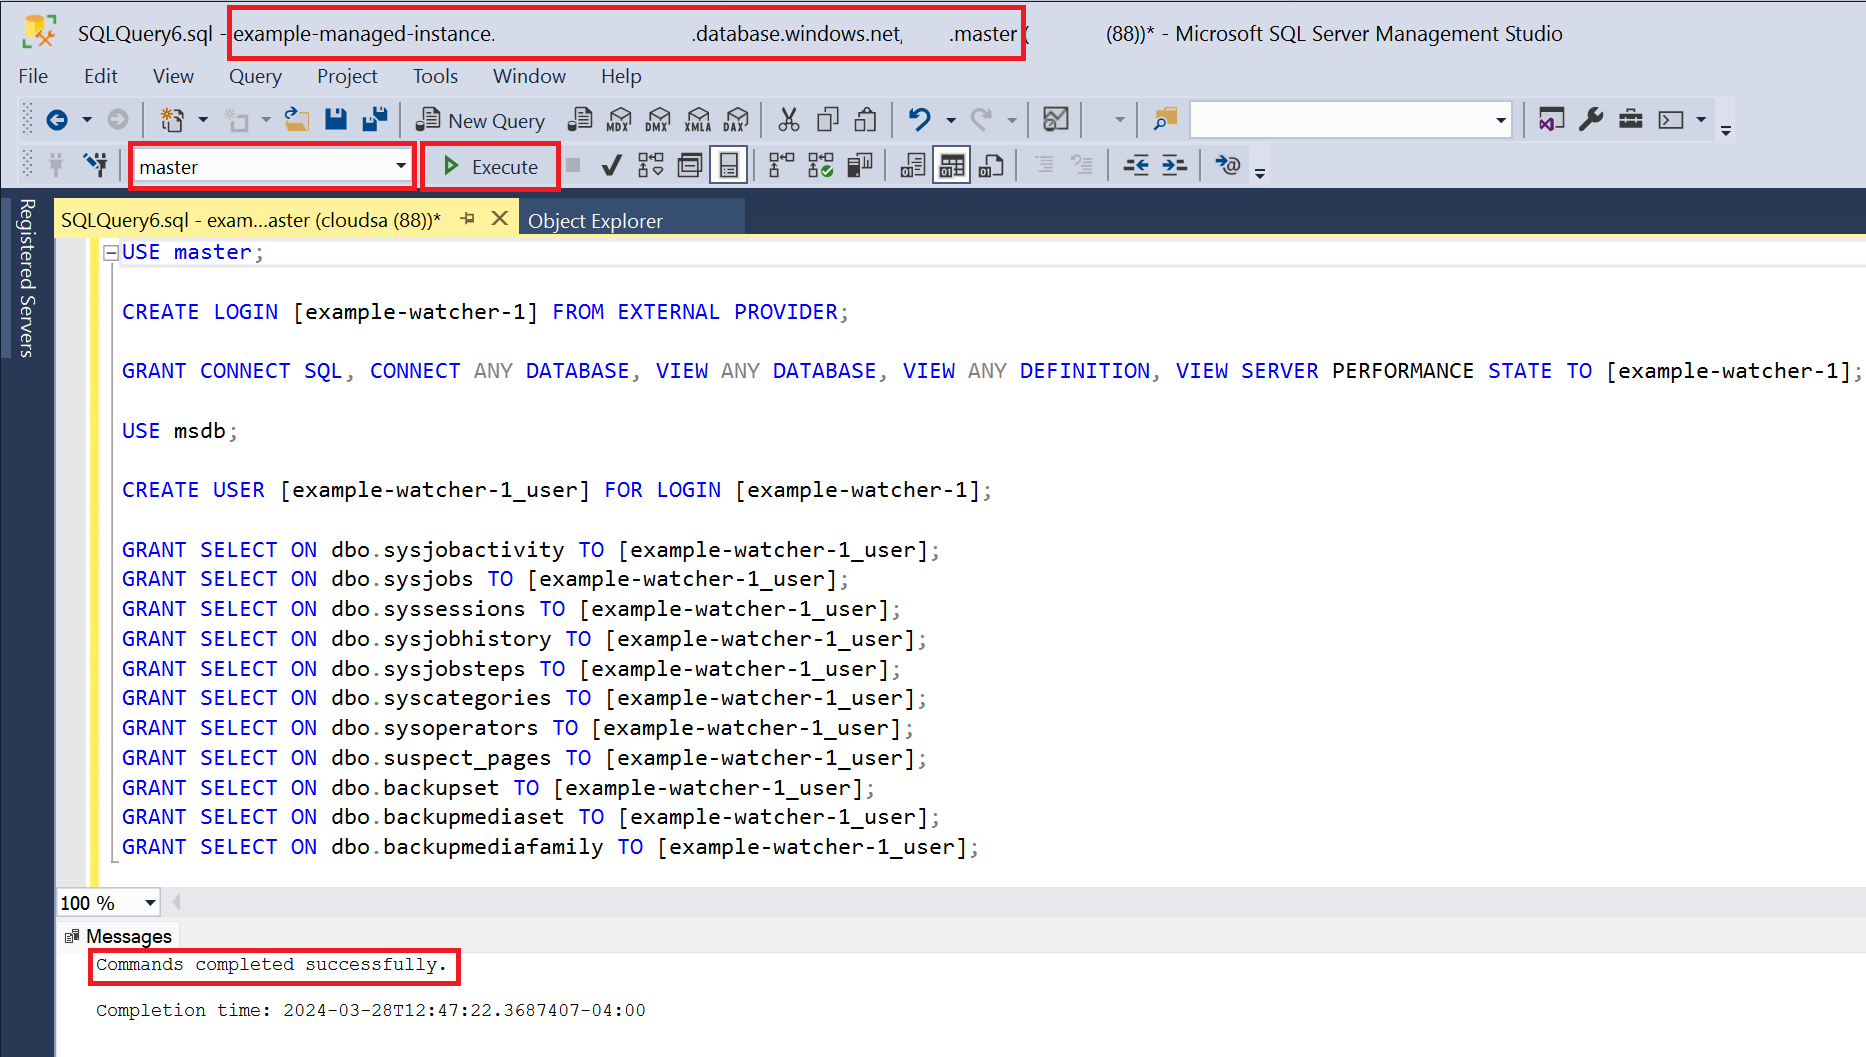 SQLQuery6.sql - example-managed-instance. .database.windows.net, .master ( (88))* - Microsoft SQL Server Management Studio
File Edit View Query Project Tools Window Help
New Query MDX DMX XMLA DAX
master Execute
Registered Servers
SQLQuery6.sql - exam...aster (cloudsa (88))* Object Explorer
USE master;
CREATE LOGIN [example-watcher-1] FROM EXTERNAL PROVIDER;
GRANT CONNECT SQL, CONNECT ANY DATABASE, VIEW ANY DATABASE, VIEW ANY DEFINITION, VIEW SERVER PERFORMANCE STATE TO [example-watcher-1];
USE msdb;
CREATE USER [example-watcher-1_user] FOR LOGIN [example-watcher-1];
GRANT SELECT ON dbo.sysjobactivity TO [example-watcher-1_user];
GRANT SELECT ON dbo.sysjobs TO [example-watcher-1_user];
GRANT SELECT ON dbo.syssessions TO [example-watcher-1_user];
GRANT SELECT ON dbo.sysjobhistory TO [example-watcher-1_user];
GRANT SELECT ON dbo.sysjobsteps TO [example-watcher-1_user];
GRANT SELECT ON dbo.syscategories TO [example-watcher-1_user];
GRANT SELECT ON dbo.sysoperators TO [example-watcher-1_user];
GRANT SELECT ON dbo.suspect_pages TO [example-watcher-1_user];
GRANT SELECT ON dbo.backupset TO [example-watcher-1_user];
GRANT SELECT ON dbo.backupmediaset TO [example-watcher-1_user];
GRANT SELECT ON dbo.backupmediafamily TO [example-watcher-1_user];
100 %
Messages
Commands completed successfully.
Completion time: 2024-03-28T12:47:22.3687407-04:00